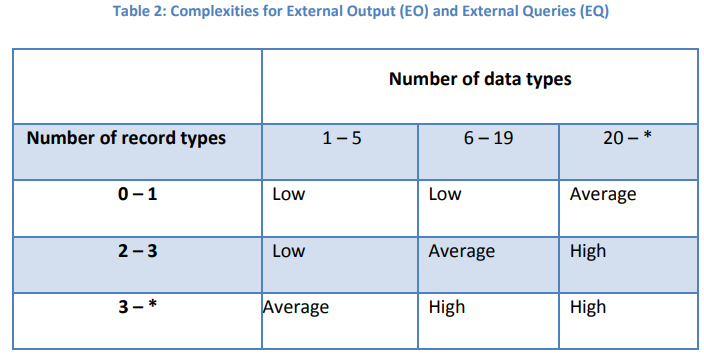 Table 2: Complexities for External Output (EO) and External Queries (EQ)
Number of data types
Number of record types 1 – 5 6 – 19 20 – *
0 – 1 Low Low Average
2 – 3 Low Average High
3 – * Average High High